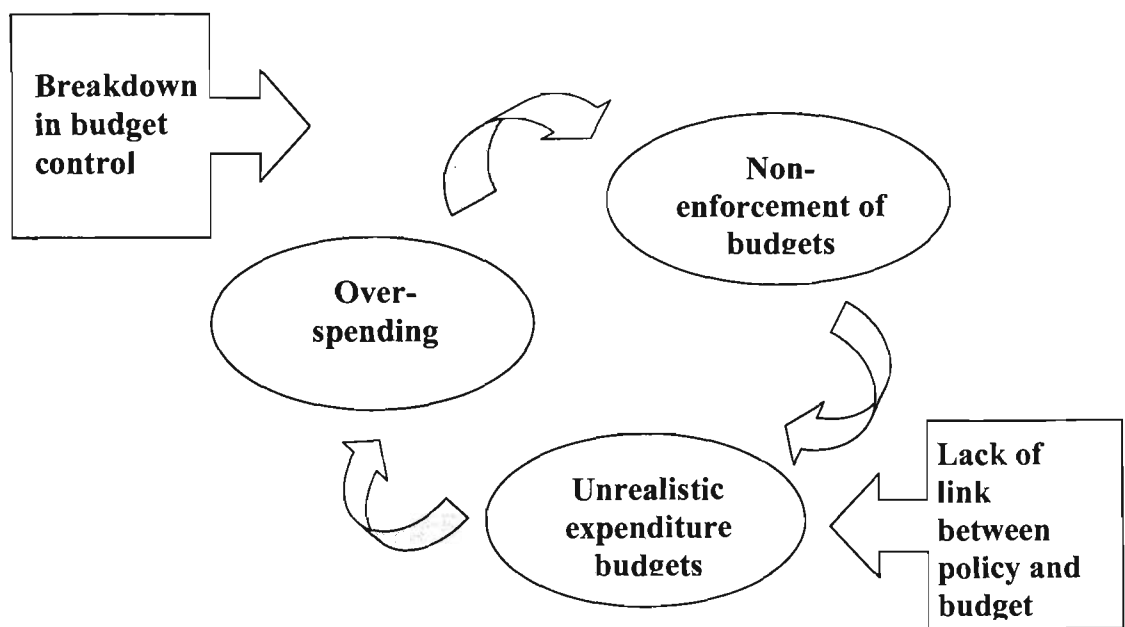 Breakdown
in budget
control
Non-
enforcement of
budgets
Over-
spending
Unrealistic
expenditure
budgets
Lack of
link
between
policy and
budget